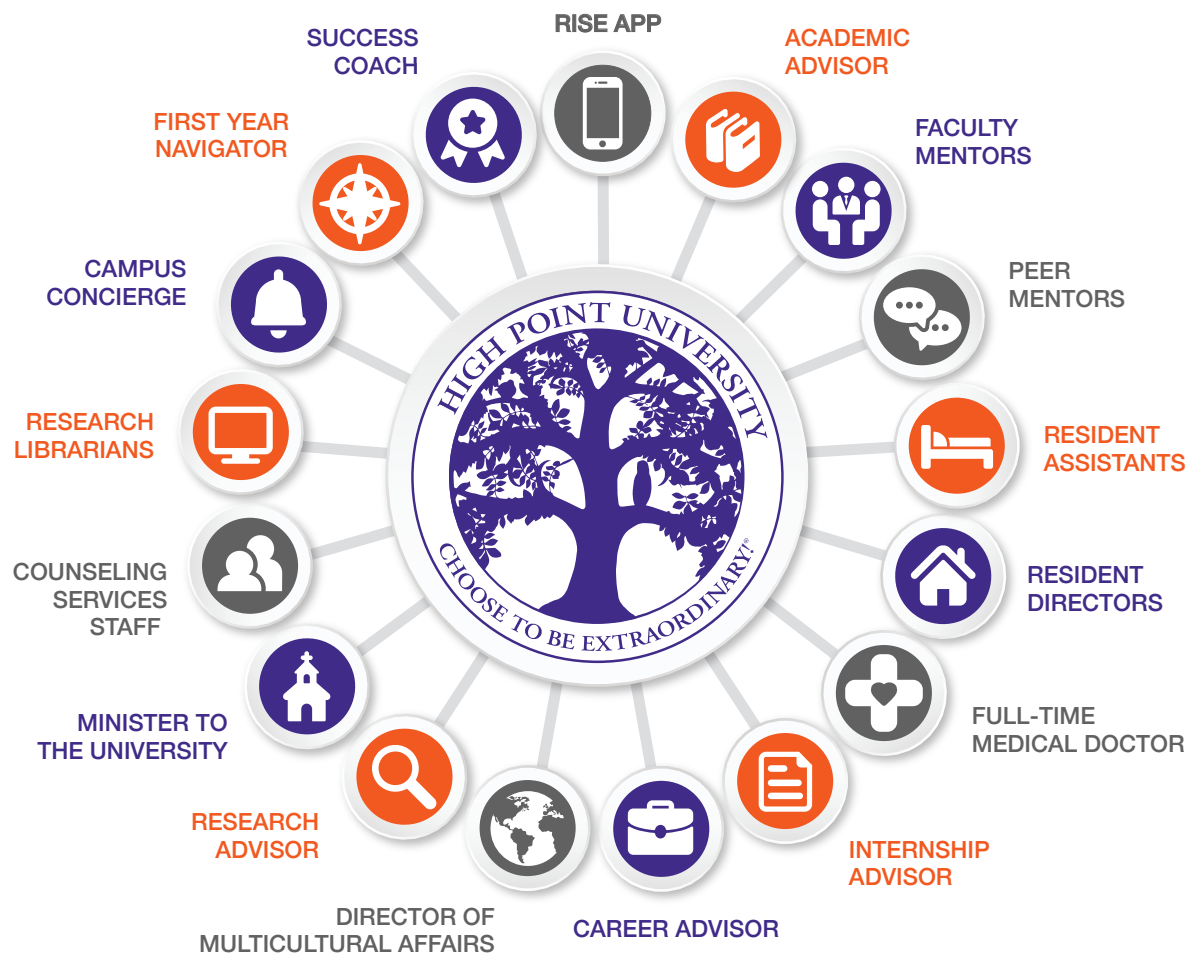 RISE APP
ACADEMIC
ADVISOR
FACULTY
MENTORS
PEER
MENTORS
RESIDENT
ASSISTANTS
RESIDENT
DIRECTORS
FULL-TIME
MEDICAL DOCTOR
INTERNSHIP
ADVISOR
CAREER ADVISOR
DIRECTOR OF
MULTICULTURAL AFFAIRS
RESEARCH
ADVISOR
MINISTER TO
THE UNIVERSITY
COUNSELING
SERVICES
STAFF
RESEARCH
LIBRARIANS
CAMPUS
CONCIERGE
FIRST YEAR
NAVIGATOR
SUCCESS
COACH
HIGH POINT UNIVERSITY
CHOOSE TO BE EXTRAORDINARY!®